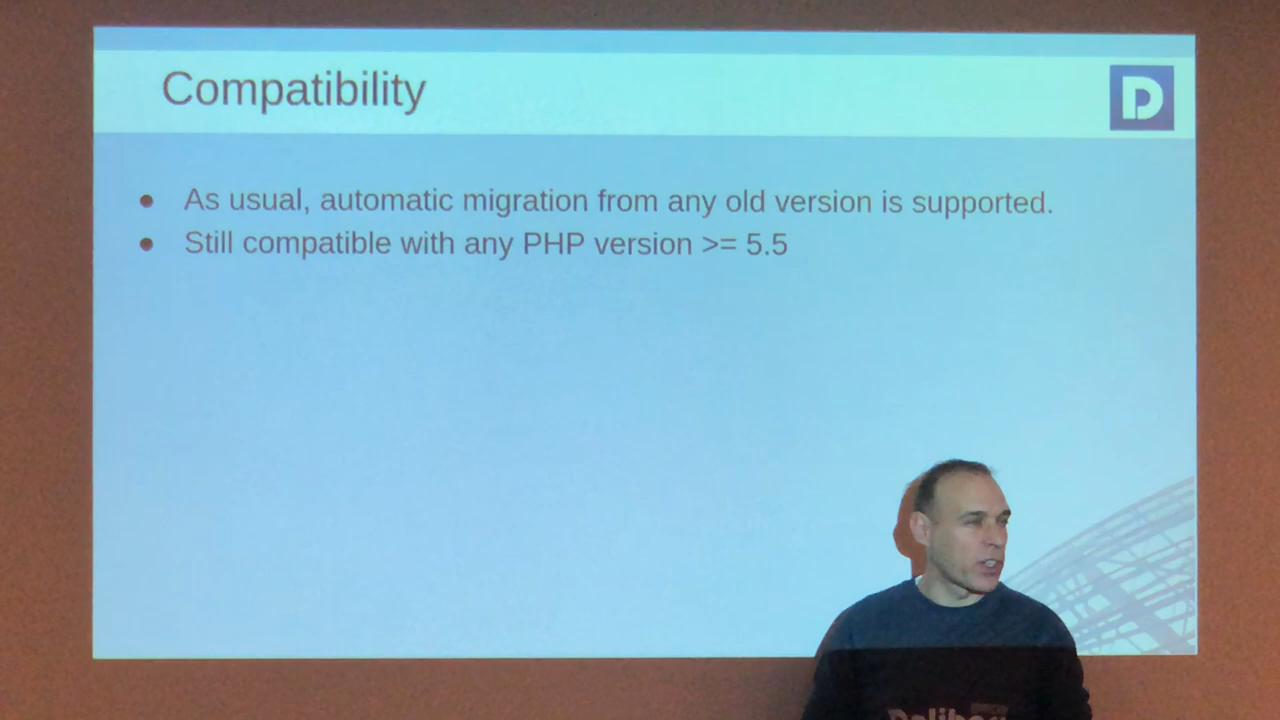 Compatibility
D
• As usual, automatic migration from any old version is supported.
• Still compatible with any PHP version >= 5.5